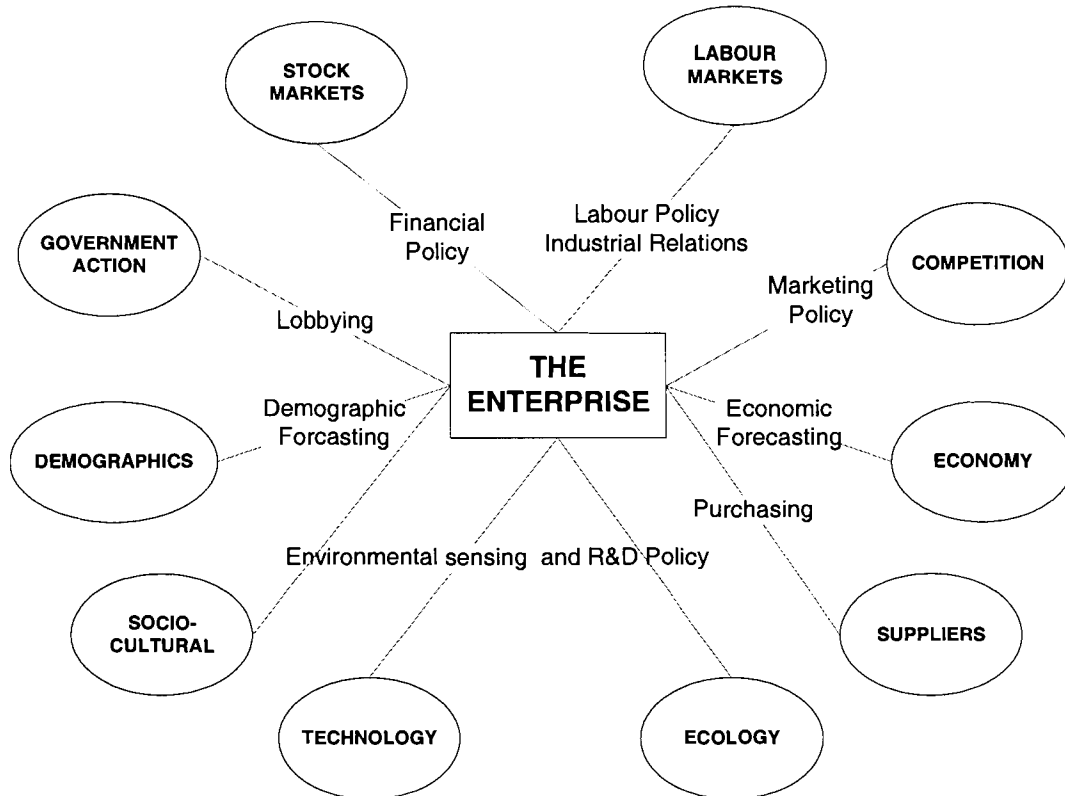 STOCK
MARKETS
LABOUR
MARKETS
Financial
Policy
Labour Policy
Industrial Relations
GOVERNMENT
ACTION
COMPETITION
Lobbying
Marketing
Policy
THE
ENTERPRISE
Demographic
Forcasting
Economic
Forecasting
DEMOGRAPHICS
ECONOMY
Purchasing
Environmental sensing and R&D Policy
SOCIO-
CULTURAL
SUPPLIERS
TECHNOLOGY
ECOLOGY